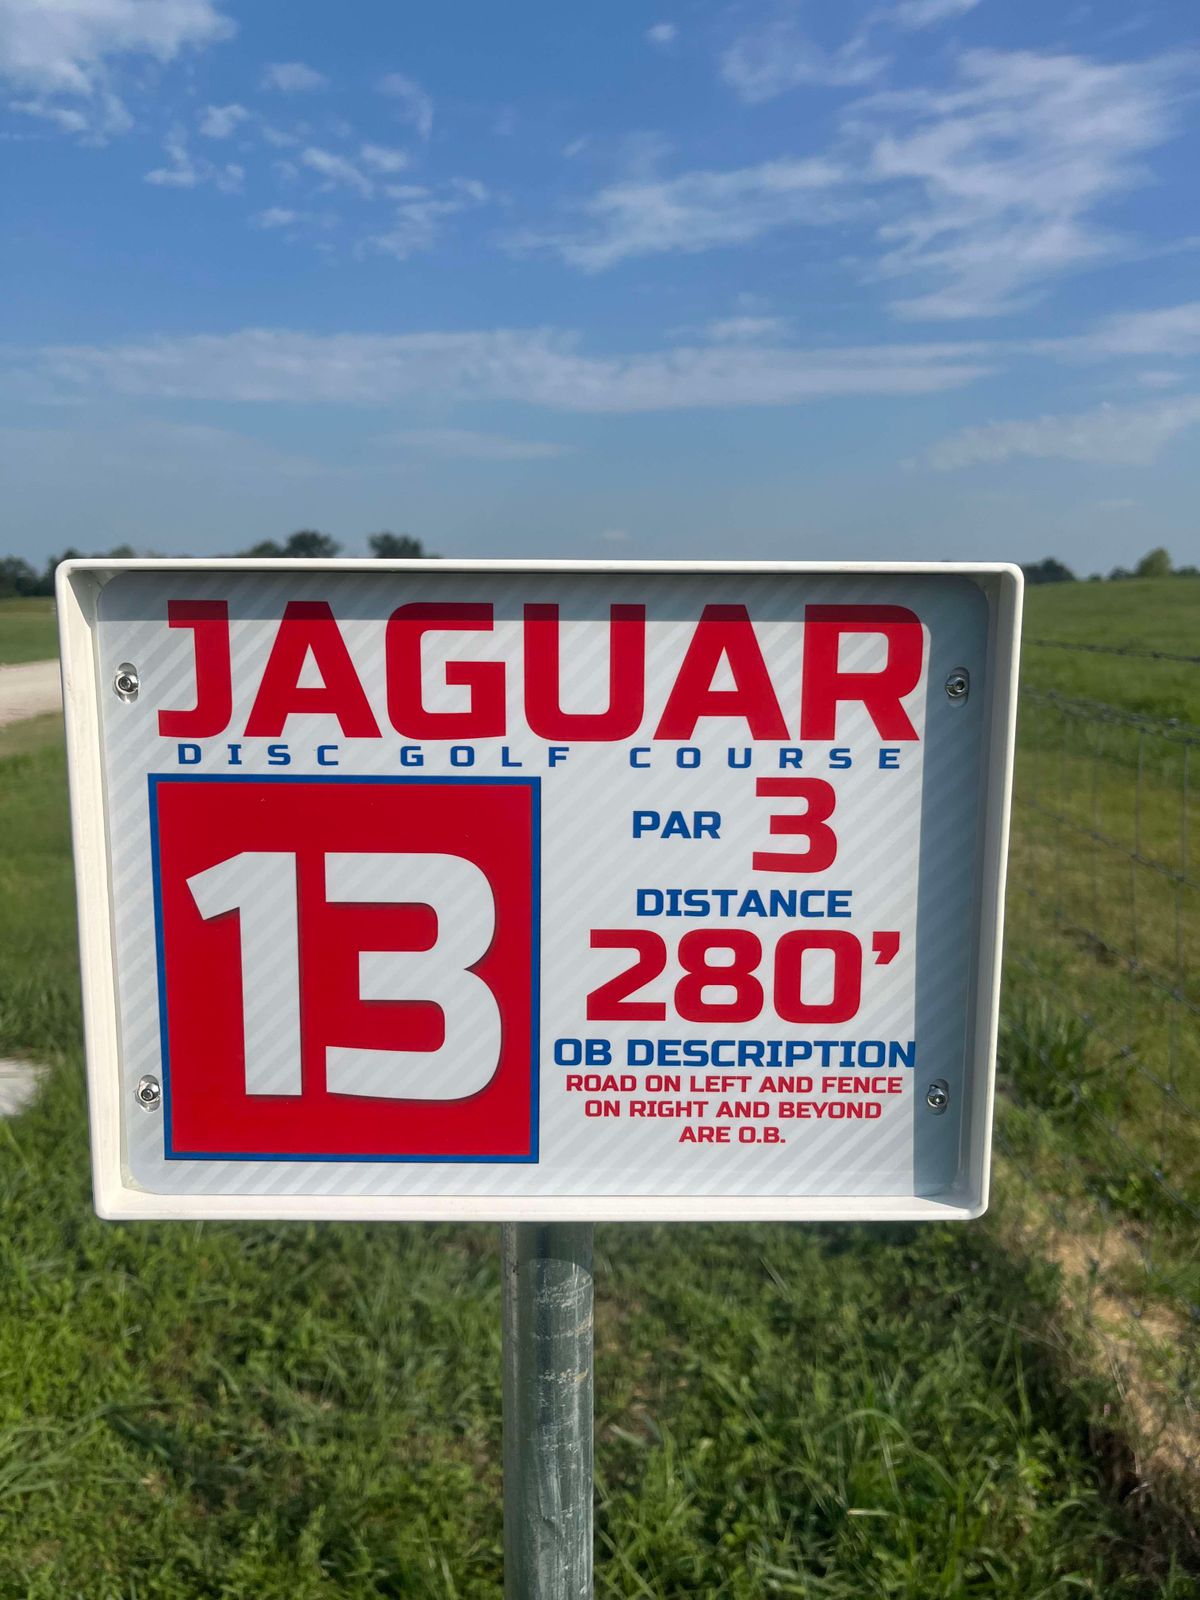 JAGUAR
DISC GOLF COURSE
13
PAR 3
DISTANCE
280’
OB DESCRIPTION
ROAD ON LEFT AND FENCE
ON RIGHT AND BEYOND
ARE O.B.